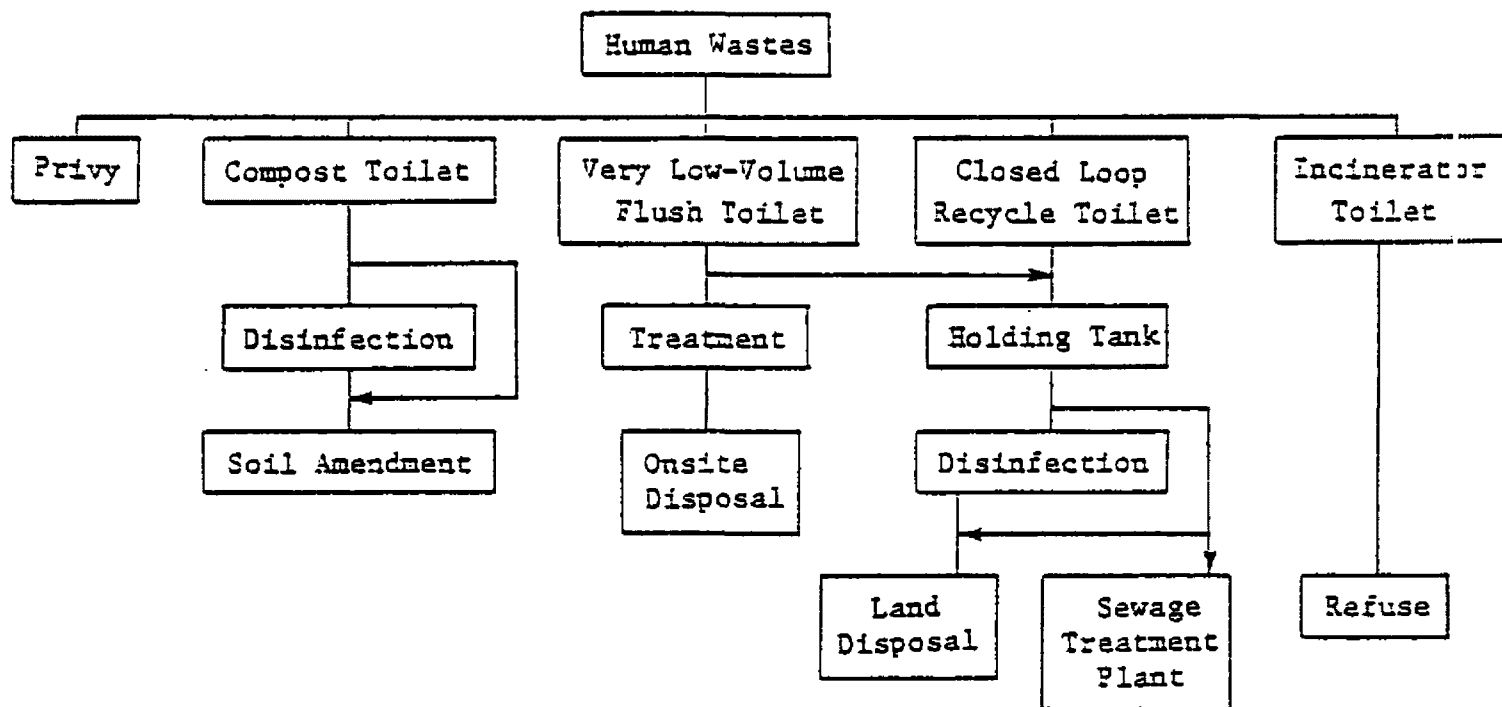 Human Wastes
Privy
Compost Toilet
Very Low-Volume
Flush Toilet
Closed Loop
Recycle Toilet
Incinerator
Toilet
Disinfection
Treatment
Holding Tank
Soil Amendment
Onsite
Disposal
Disinfection
Land
Disposal
Sewage
Treatment
Plant
Refuse